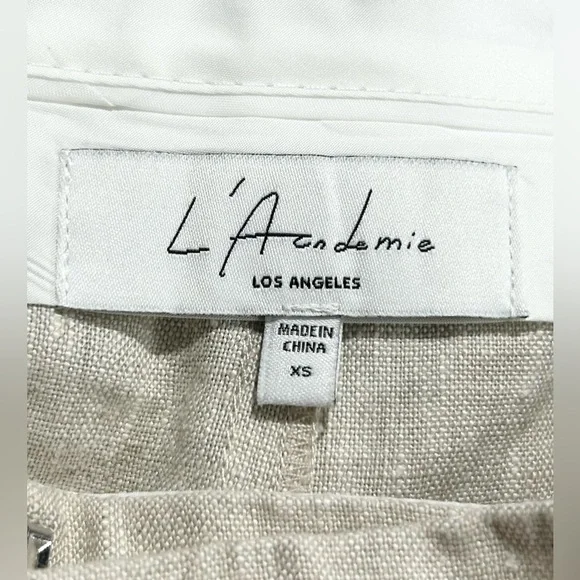 L'Academie
LOS ANGELES
MADE IN
CHINA
XS